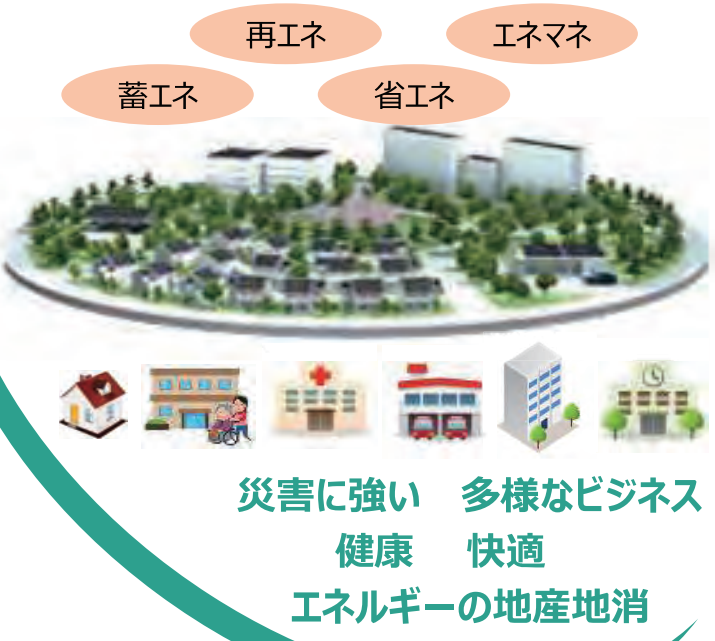 再エネ エネマネ
蓄エネ 省エネ
災害に強い 多様なビジネス
健康 快適
エネルギーの地産地消